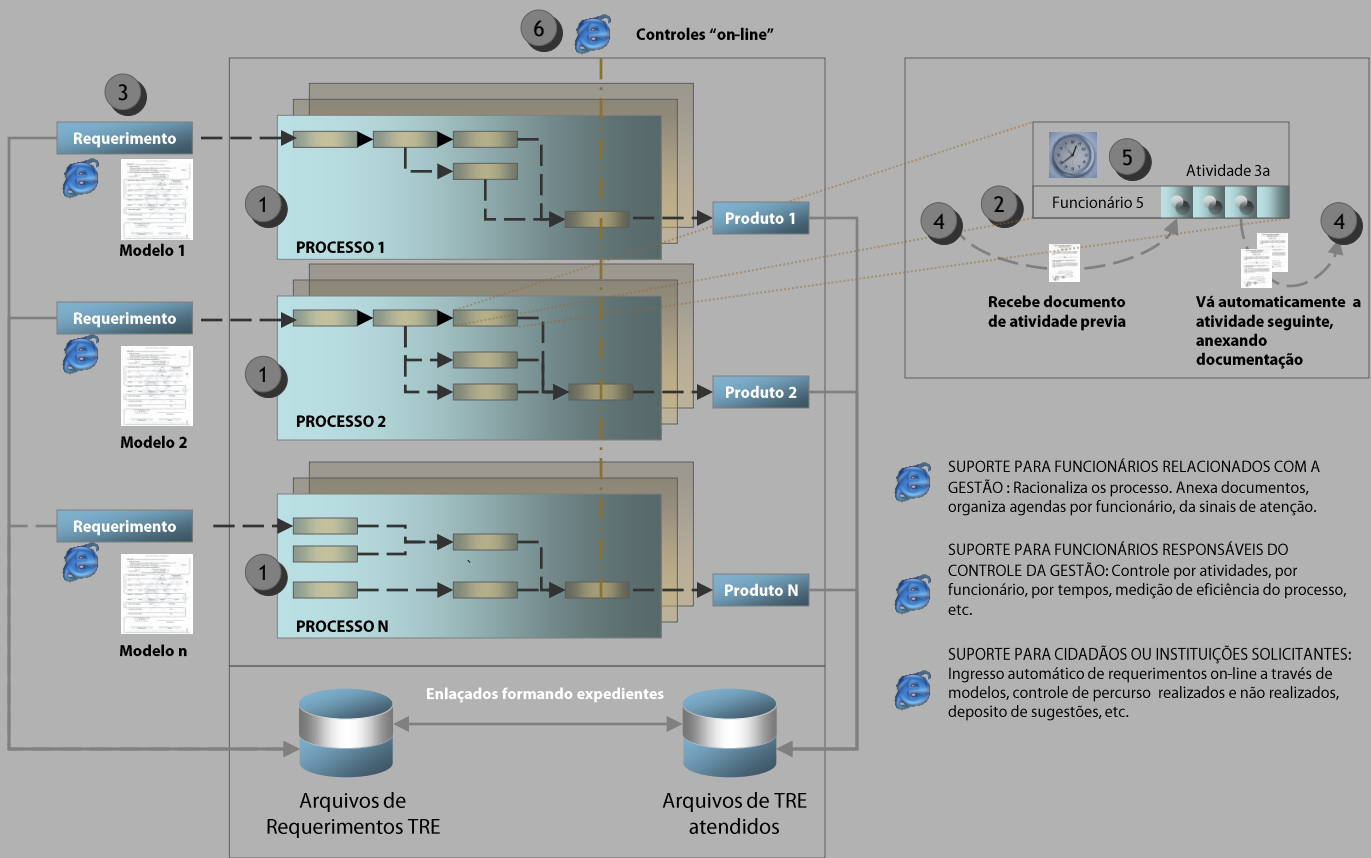 6
Controles “on-line”
3
Requerimento
Modelo 1
1
PROCESSO 1
Produto 1
Requerimento
Modelo 2
1
PROCESSO 2
Produto 2
Requerimento
Modelo n
1
PROCESSO N
Produto N
Enlaçados formando expedientes
Arquivos de
Requerimentos TRE
Arquivos de TRE
atendidos
5
Atividade 3a
2
Funcionário 5
4
4
Recebe documento
de atividade previa
Vá automaticamente a
atividade seguinte,
anexando
documentação
SUPORTE PARA FUNCIONÁRIOS RELACIONADOS COM A
GESTÃO : Racionaliza os processo. Anexa documentos,
organiza agendas por funcionário, da sinais de atenção.
SUPORTE PARA FUNCIONÁRIOS RESPONSÁVEIS DO
CONTROLE DA GESTÃO: Controle por atividades, por
funcionário, por tempos, medição de eficiência do processo,
etc.
SUPORTE PARA CIDADÃOS OU INSTITUIÇÕES SOLICITANTES:
Ingresso automático de requerimentos on-line a través de
modelos, controle de percurso realizados e não realizados,
deposito de sugestões, etc.